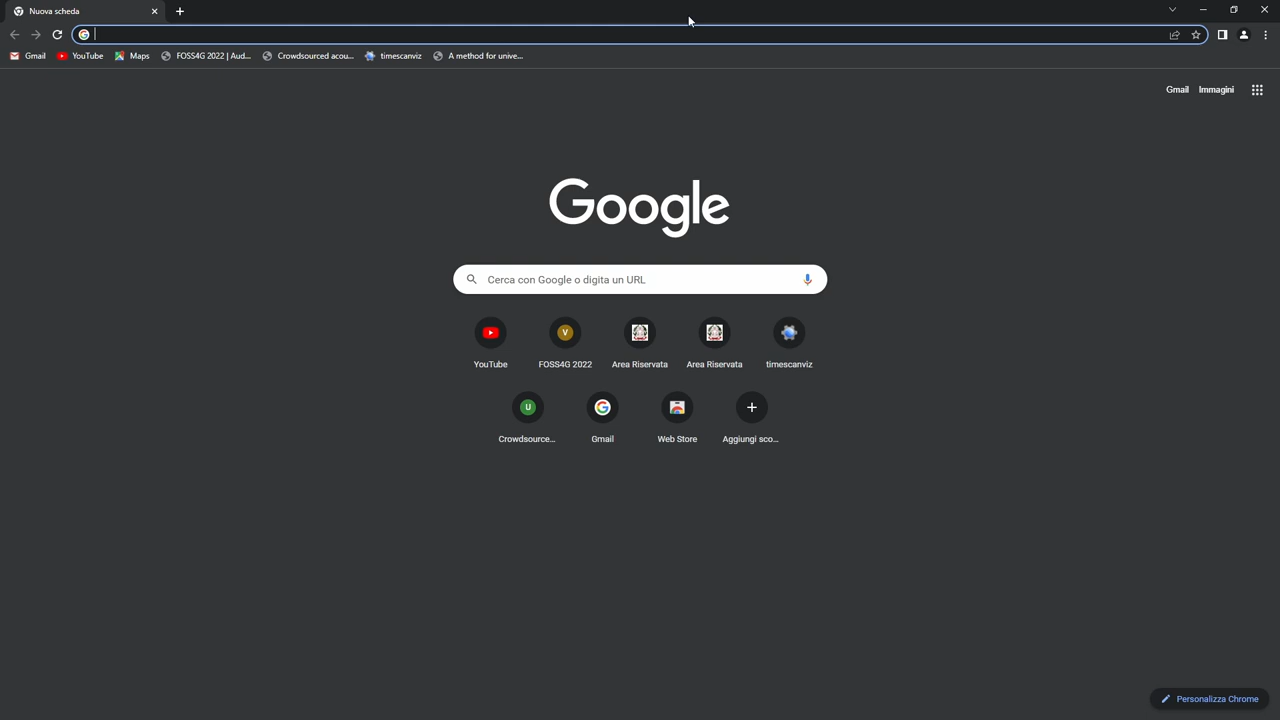 Nuova scheda
Gmail YouTube Maps FOSS4G 2022 | Aud... Crowdsourced acou... timescanviz A method for unive...
Gmail Immagini
Google
Cerca con Google o digita un URL
YouTube FOSS4G 2022 Area Riservata Area Riservata timescanviz
Crowdsource... Gmail Web Store Aggiungi sco...
Personalizza Chrome